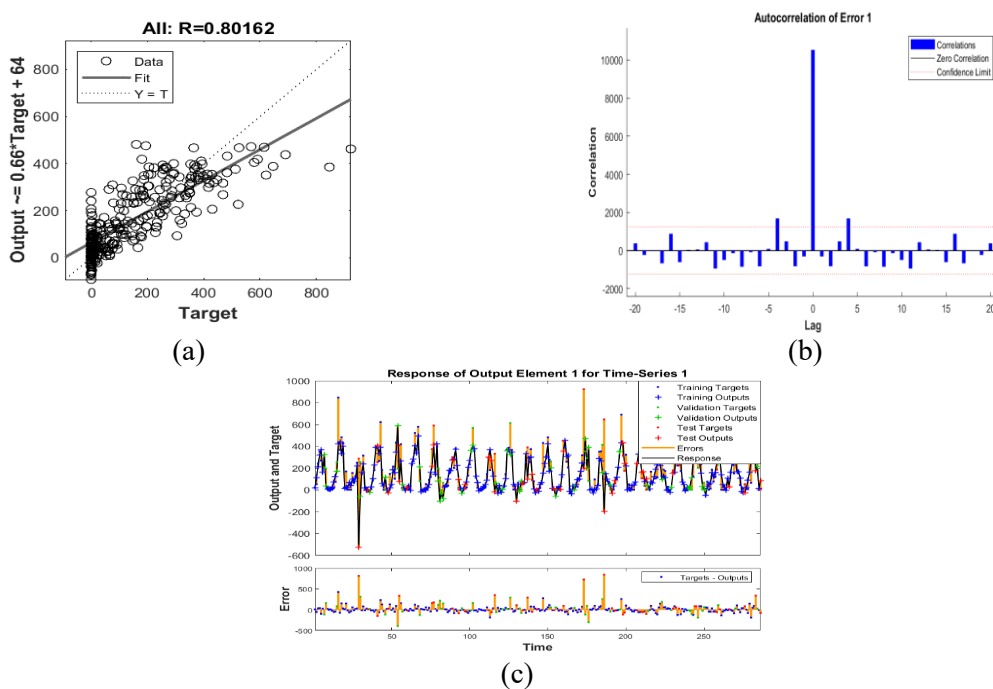 All: R=0.80162
Output ~= 0.66*Target + 64
800
600
400
200
0
Data
Fit
Y = T
0 200 400 600 800
Target
(a)
Autocorrelation of Error 1
Correlation
10000
8000
6000
4000
2000
0
-2000
Correlations
Zero Correlation
Confidence Limit
-20 -15 -10 -5 0 5 10 15 20
Lag
(b)
Response of Output Element 1 for Time-Series 1
Output and Target
1000
800
600
400
200
0
-200
-400
-600
Training Targets
Training Outputs
Validation Targets
Validation Outputs
Test Targets
Test Outputs
Errors
Response
Error
1000
500
0
-500
Targets - Outputs
50 100 150 200 250
Time
(c)